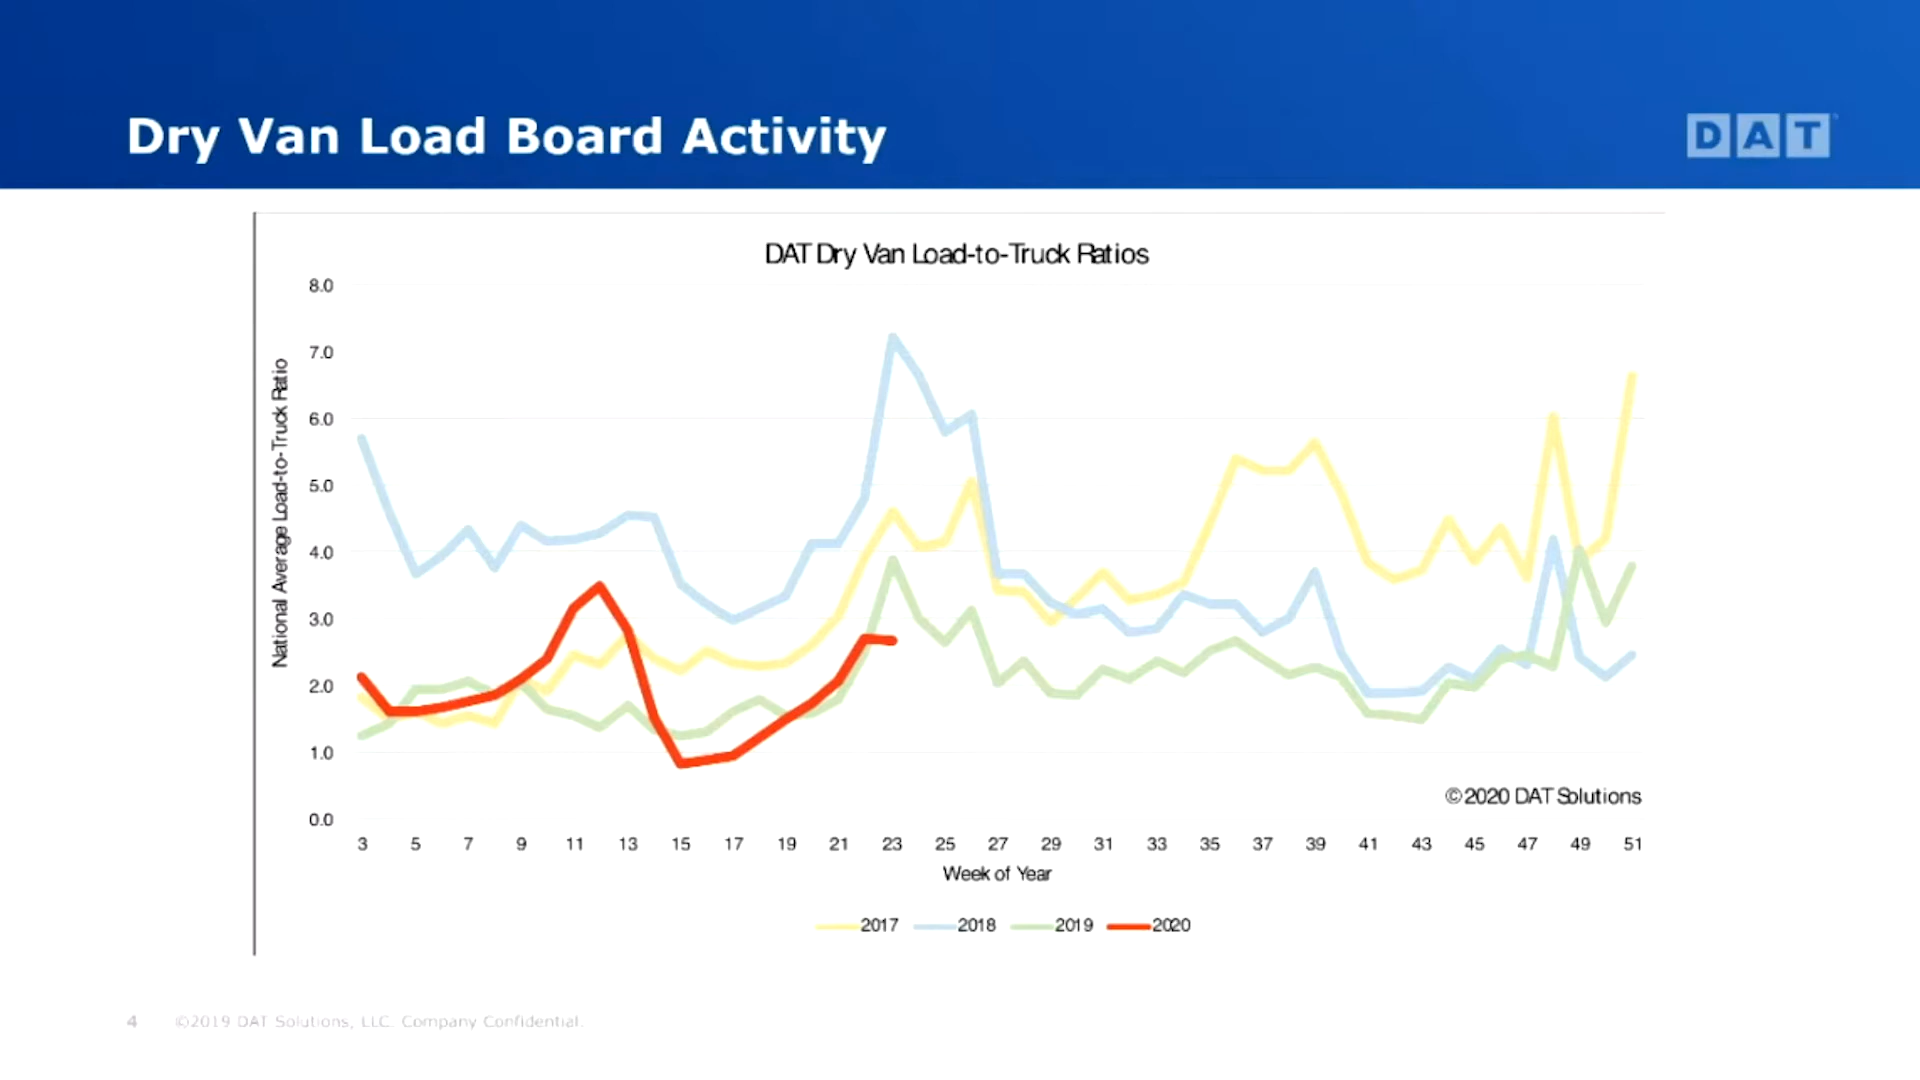 Dry Van Load Board Activity
DAT
DAT Dry Van Load-to-Truck Ratios
National Average Load-to-Truck Ratio
8.0
7.0
6.0
5.0
4.0
3.0
2.0
1.0
0.0
©2020 DAT Solutions
3 5 7 9 11 13 15 17 19 21 23 25 27 29 31 33 35 37 39 41 43 45 47 49 51
Week of Year
2017 2018 2019 2020
4 ©2019 DAT Solutions, LLC. Company Confidential.